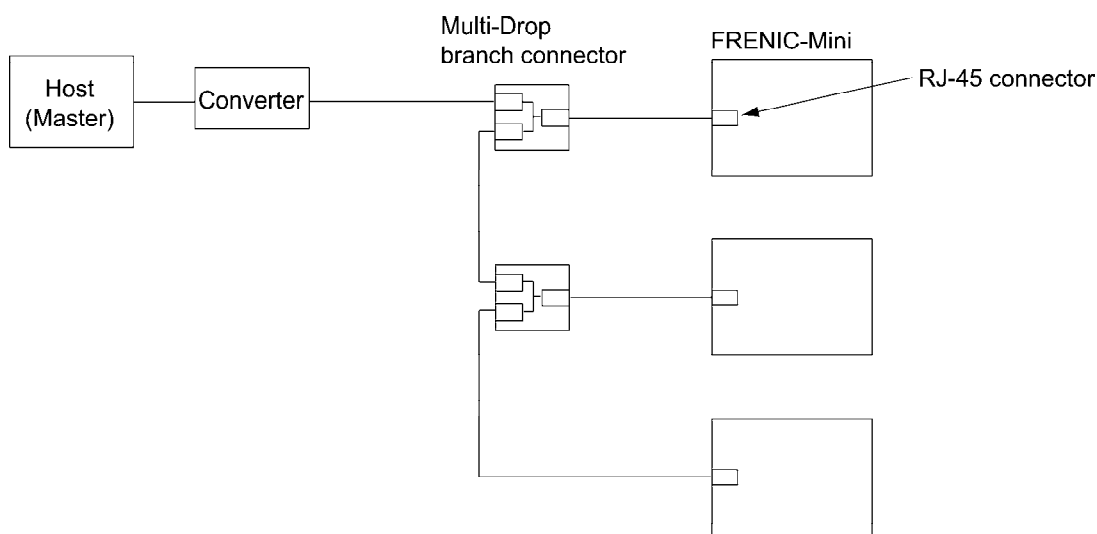 Multi-Drop
branch connector
FRENIC-Mini
RJ-45 connector
Host
(Master)
Converter